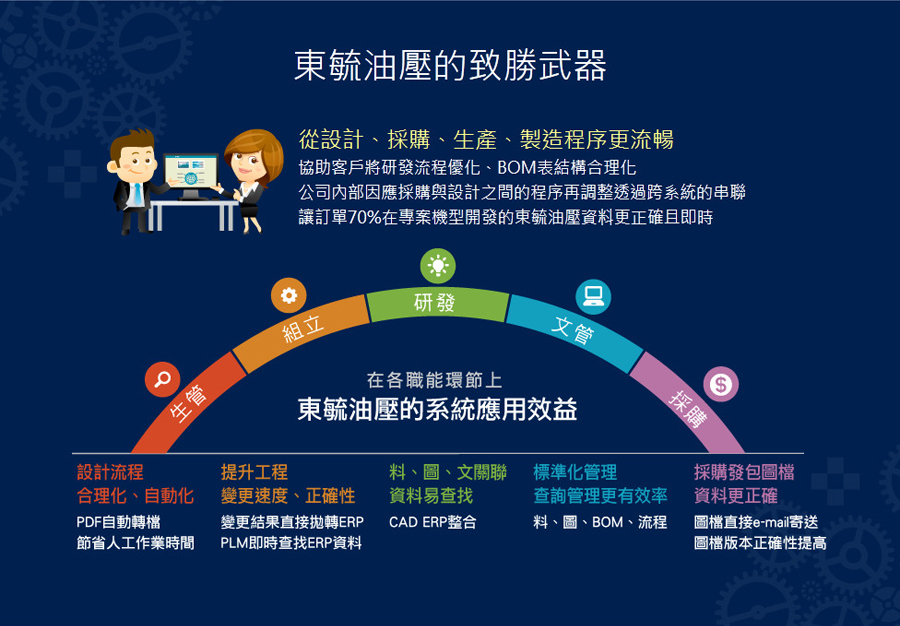 東毓油壓的致勝武器
從設計、採購、生產、製造程序更流暢
協助客戶將研發流程優化、BOM表結構合理化
公司內部因應採購與設計之間的程序再調整透過跨系統的串聯
讓訂單70%在專案機型開發的東毓油壓資料更正確且即時
生管
組立
研發
文管
採購
在各職能環節上
東毓油壓的系統應用效益
設計流程
合理化、自動化
PDF自動轉檔
節省人工作業時間
提升工程
變更速度、正確性
變更結果直接拋轉ERP
PLM即時查找ERP資料
料、圖、文關聯
資料易查找
CAD ERP整合
標準化管理
查詢管理更有效率
料、圖、BOM、流程
採購發包圖檔
資料更正確
圖檔直接e-mail寄送
圖檔版本正確性提高